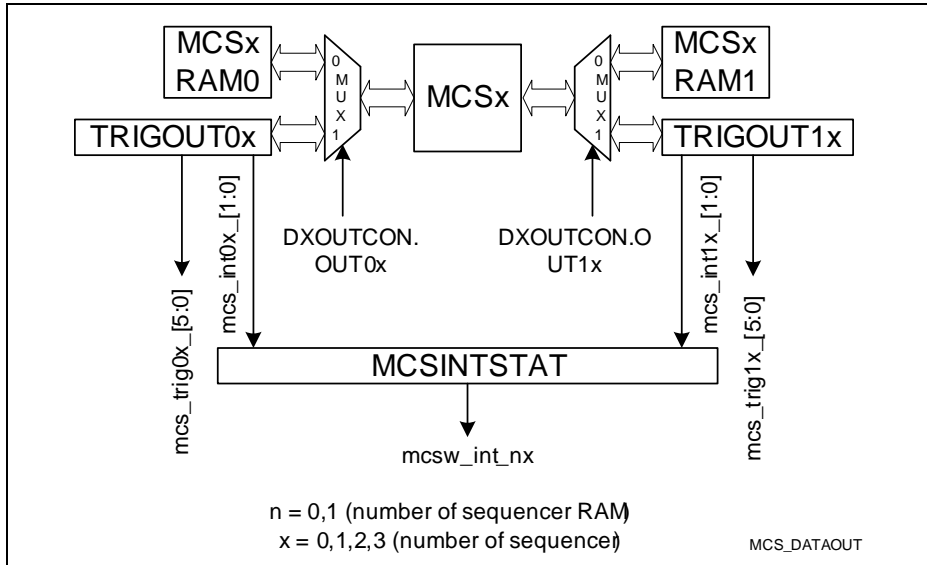 MCSx
RAM0
0
M
U
X
1
MCSx
0
M
U
X
1
MCSx
RAM1
TRIGOUT0x
TRIGOUT1x
mcs_trig0x_[5:0]
mcs_int0x_[1:0]
DXOUTCON.
OUT0x
DXOUTCON.O
UT1x
mcs_int1x_[1:0]
mcs_trig1x_[5:0]
MCSINTSTAT
mcsw_int_nx
n = 0,1 (number of sequencer RAM)
x = 0,1,2,3 (number of sequencer)
MCS_DATAOUT